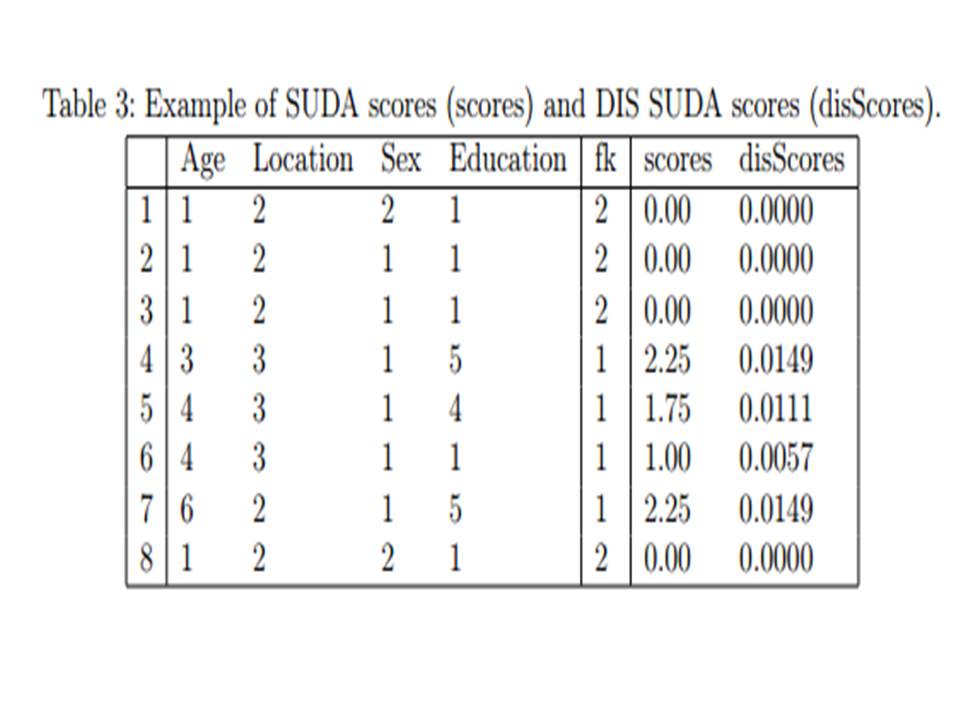 Table 3: Example of SUDA scores (scores) and DIS SUDA scores (disScores).
Age Location Sex Education fk scores disScores
1 1 2 2 1 2 0.00 0.0000
2 1 2 1 1 2 0.00 0.0000
3 1 2 1 1 2 0.00 0.0000
4 3 3 1 5 1 2.25 0.0149
5 4 3 1 4 1 1.75 0.0111
6 4 3 1 1 1 1.00 0.0057
7 6 2 1 5 1 2.25 0.0149
8 1 2 2 1 2 0.00 0.0000